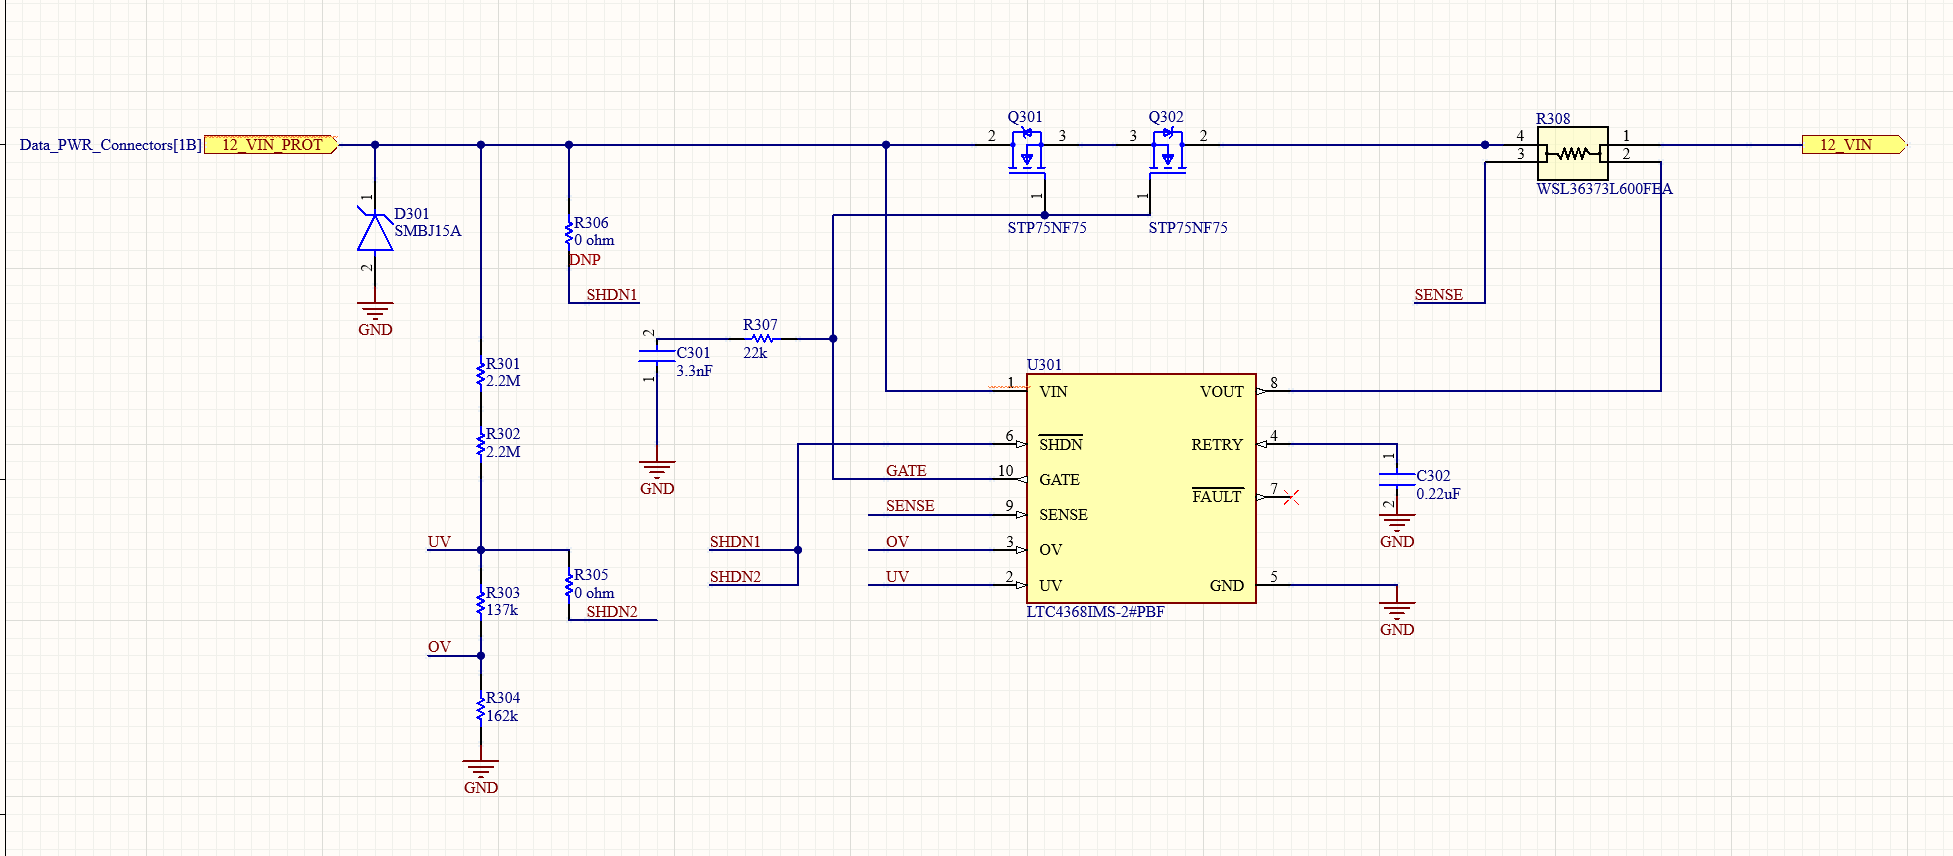 Q301
Q302
R308
2
3
3
2
4
1
Data_PWR_Connectors[1B]
12_VIN_PROT
12_VIN
3
2
1
1
1
WSL36373L600FEA
D301
SMBJ15A
R306
0 ohm
DNP
STP75NF75
STP75NF75
2
SHDN1
SENSE
GND
R307
22k
2
C301
3.3nF
1
R301
2.2M
U301
1
VIN
VOUT
8
R302
2.2M
6
SHDN
RETRY
4
1
GATE
10
GATE
C302
0.22uF
GND
FAULT
7
2
SENSE
9
SENSE
UV
SHDN1
OV
3
OV
GND
R305
0 ohm
SHDN2
UV
2
UV
GND
5
R303
137k
SHDN2
LTC4368IMS-2#PBF
GND
OV
R304
162k
GND